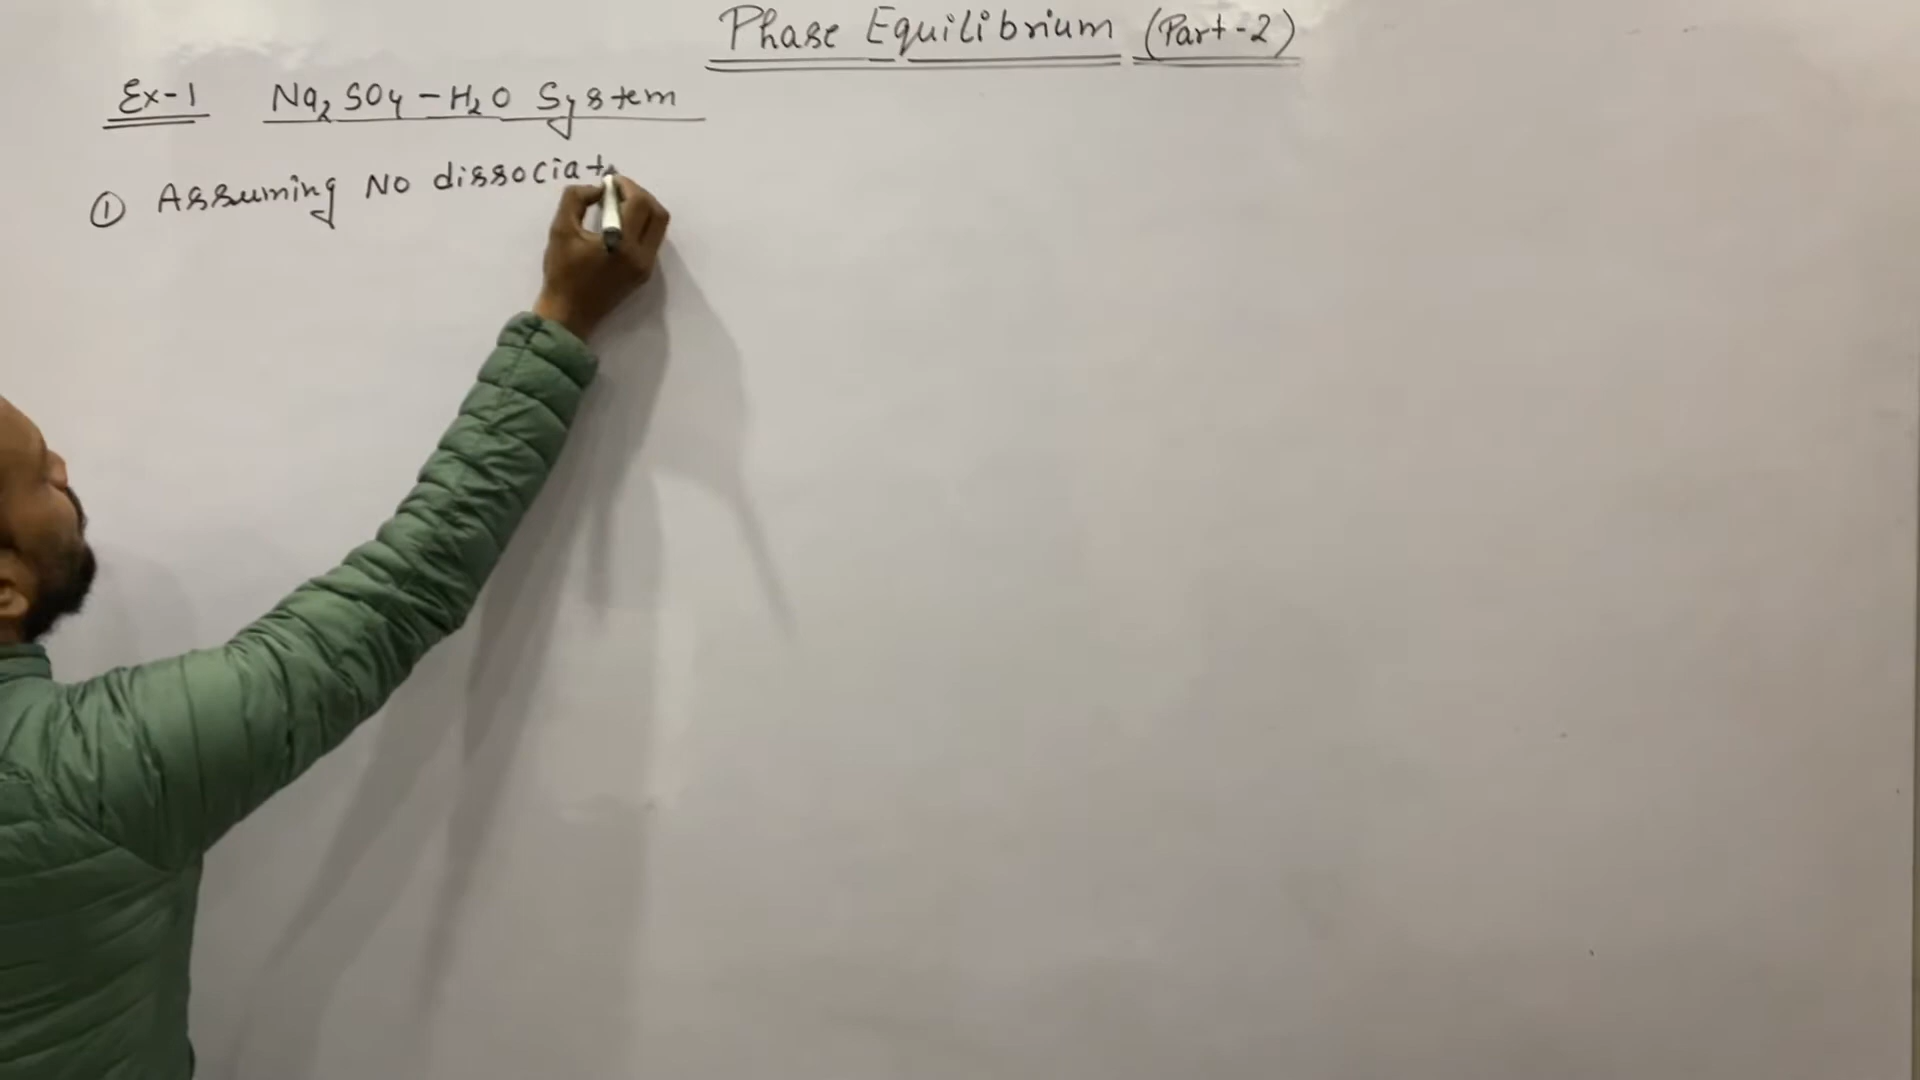 Phase Equilibrium (Part-2)
Ex-1 Na₂SO₄-H₂O System
① Assuming No dissociat